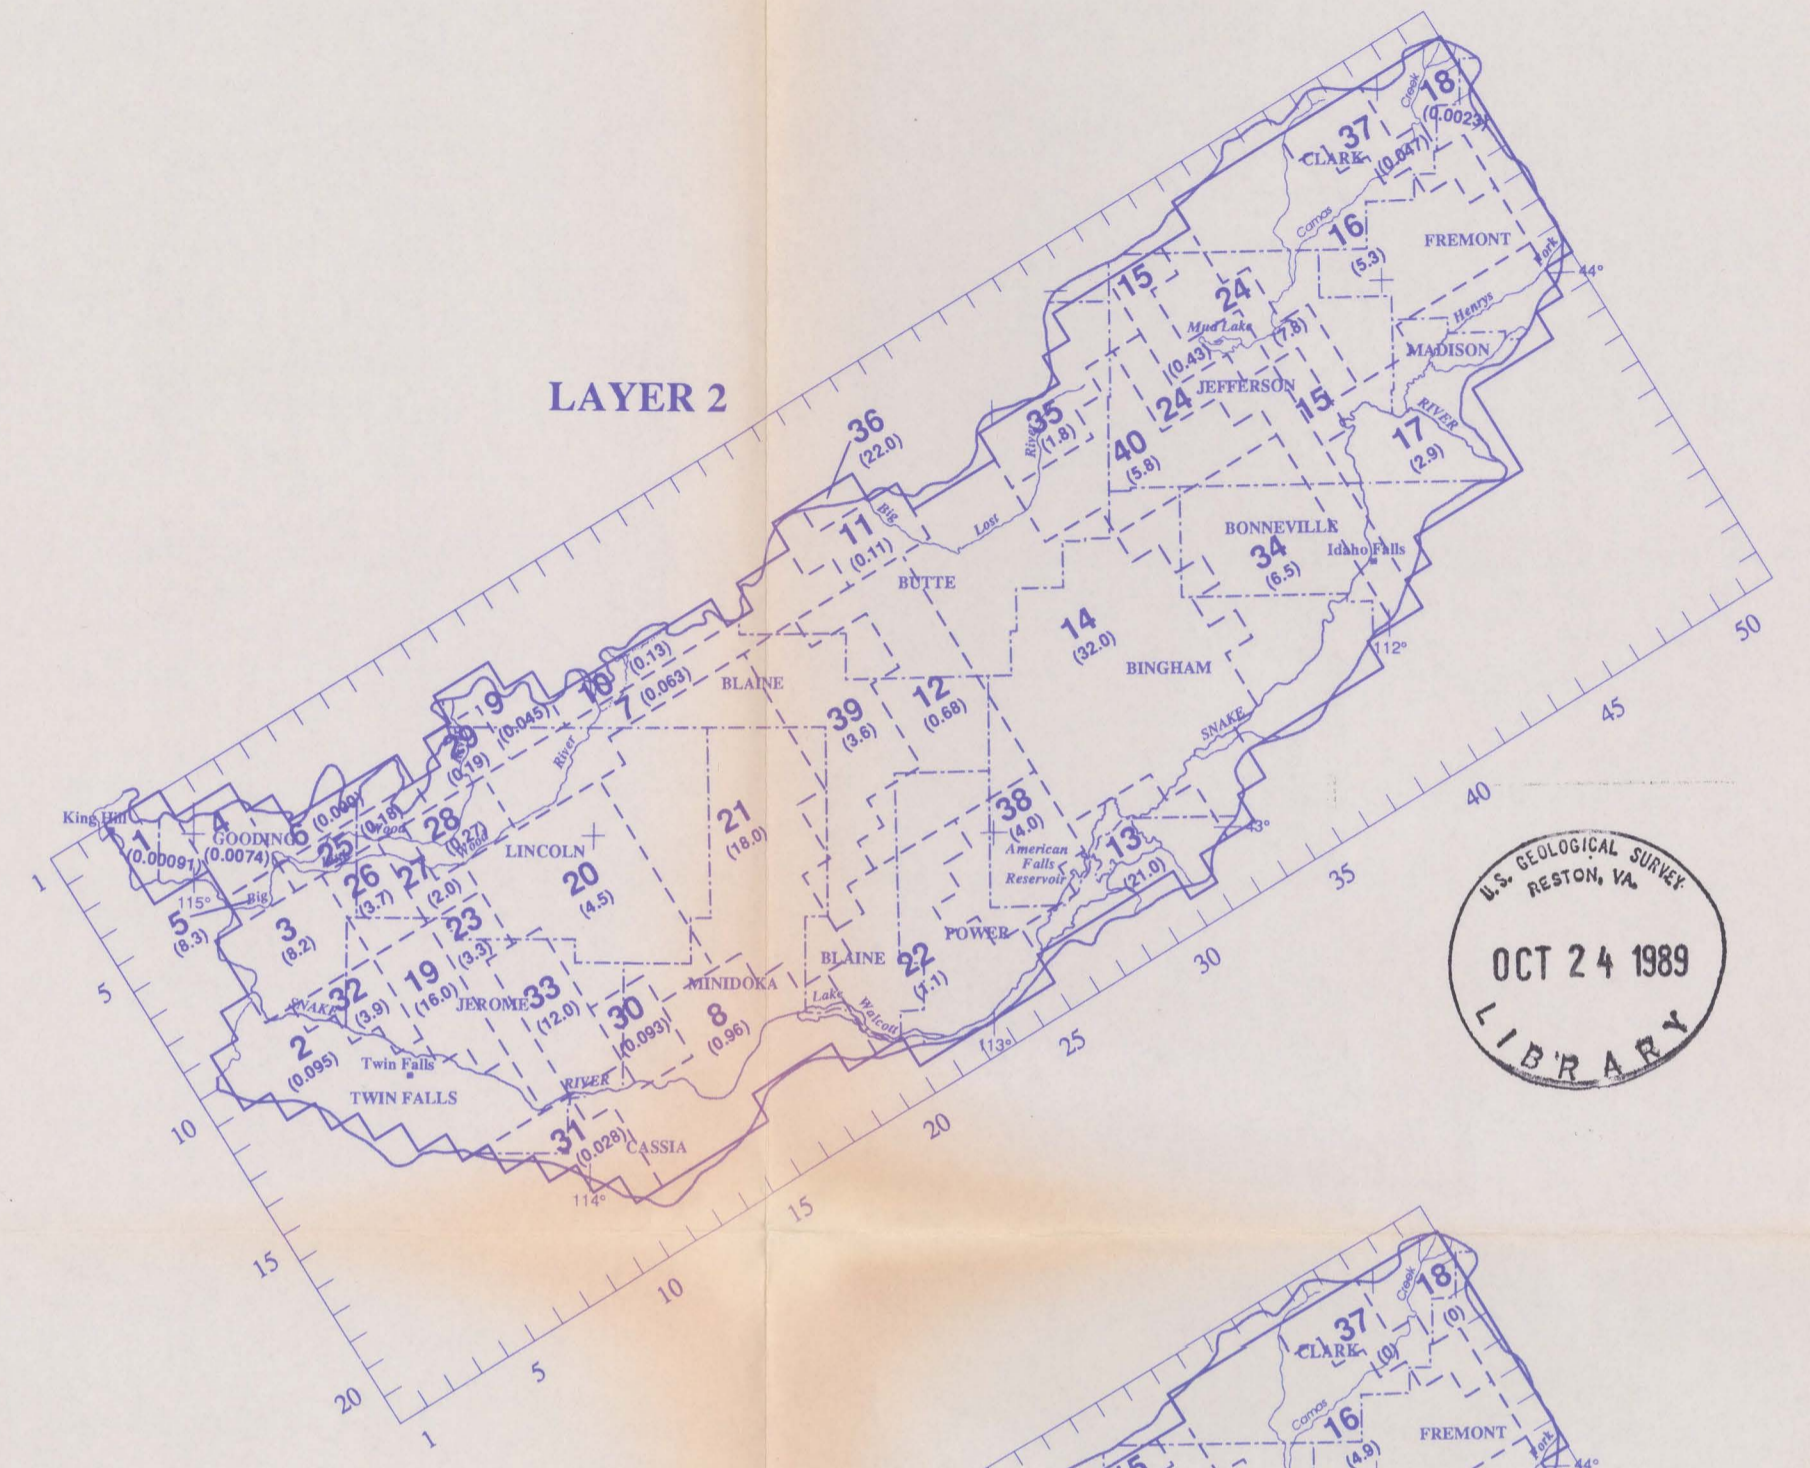 LAYER 2
18
(0.0023)
Creek
37
CLARK
(0.047)
Camas
16
(5.3)
FREMONT
Fork
44°
Henrys
15
24
Mud Lake
(7.8)
(0.43)
MADISON
JEFFERSON
24
15
RIVER
35
(1.8)
River
36
(22.0)
40
(5.8)
17
(2.9)
Big
Lost
11
(0.11)
BONNEVILLE
34
(6.5)
Idaho Falls
BUTTE
14
(32.0)
BINGHAM
112°
50
(0.13)
10
7
(0.063)
BLAINE
9
(0.045)
29
(0.19)
River
39
(3.6)
12
(0.68)
SNAKE
45
King Hill
1
(0.00091)
4
GOODING
(0.0074)
6
25
(0.18)
Wood
28
Wood
LINCOLN
21
(18.0)
38
(4.0)
American
Falls
Reservoir
13
(21.0)
43°
40
1
115°
Big
26
(3.7)
27
(2.0)
20
(4.5)
35
5
(8.3)
3
(8.2)
23
(3.3)
POWER
BLAINE
22
30
5
SNAKE
32
(3.9)
19
(16.0)
JEROME
33
(12.0)
MINIDOKA
Lake
Walcott
30
(0.093)
8
(0.96)
2
(0.095)
Twin Falls
TWIN FALLS
RIVER
25
10
31
(0.028)
CASSIA
114°
20
15
15
10
5
20
1
U.S. GEOLOGICAL SURVEY
RESTON, VA.
OCT 24 1989
LIBRARY
18
(0)
Creek
37
CLARK
(0)
Camas
16
(4.9)
FREMONT
Fork
44°